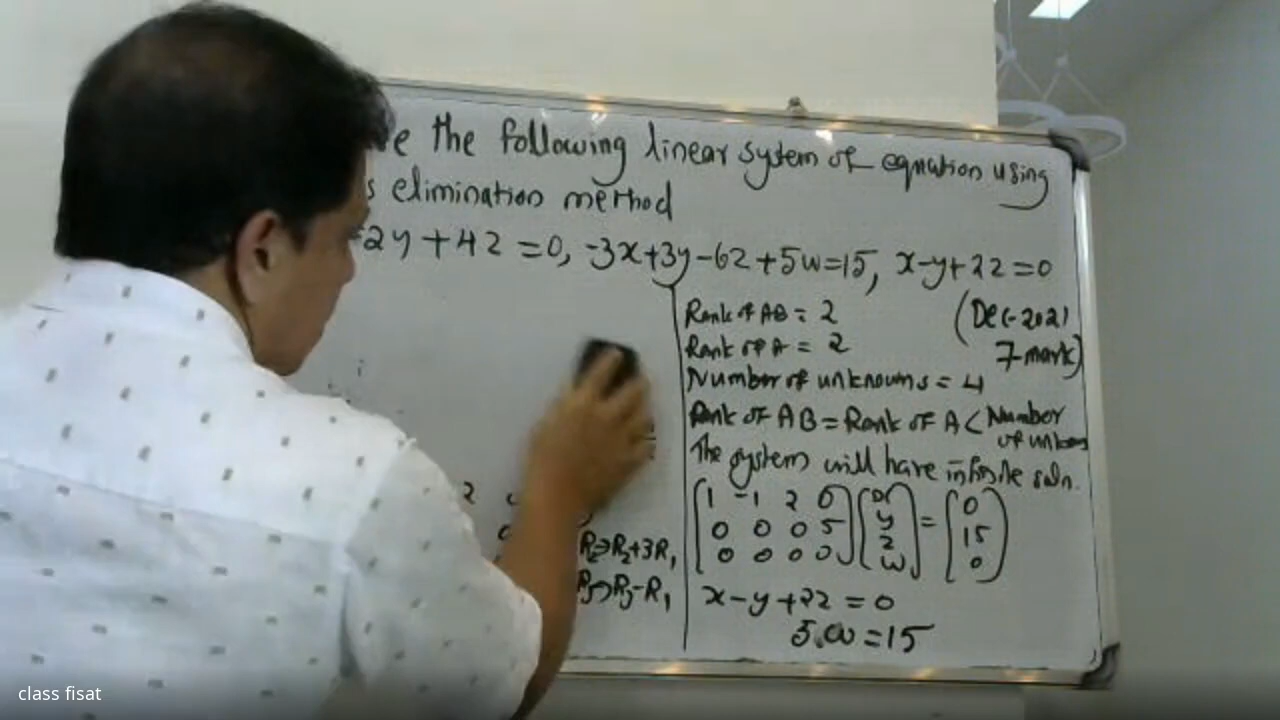 e the following linear system of equation using
s elimination method
-2y + 4z = 0, -3x+3y-6z+5w=15, x-y+2z=0
Rank of AB = 2 (Dec-2021
Rank of A = 2 7 mark)
Number of unknowns = 4
Rank of AB = Rank of A < Number
of
The system will have infinite soln.
1 -1 2 0
0 0 0 5 y = 15
0 0 0 0 w 0
R2→R2+3R1
R3→R3-R1
x-y+2z = 0
5.w = 15
class fisat